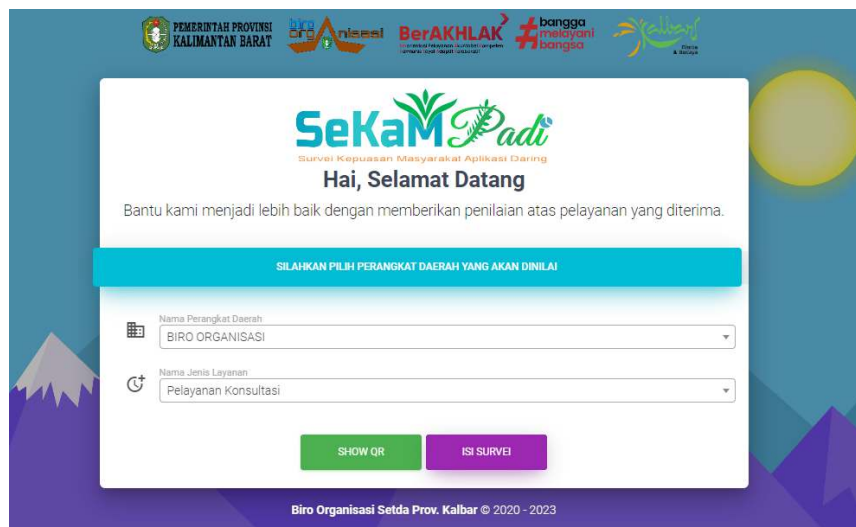 PEMERINTAH PROVINSI
KALIMANTAN BARAT
biro
organisasi
BerAKHLAK
#bangga
melayani
bangsa
Kalbar
SeKaM Padi
Survei Kepuasan Masyarakat Aplikasi Daring
Hai, Selamat Datang
Bantu kami menjadi lebih baik dengan memberikan penilaian atas pelayanan yang diterima.
SILAHKAN PILIH PERANGKAT DAERAH YANG AKAN DINILAI
Nama Perangkat Daerah
BIRO ORGANISASI
Nama Jenis Layanan
Pelayanan Konsultasi
SHOW QR
ISI SURVEI
Biro Organisasi Setda Prov. Kalbar © 2020 - 2023